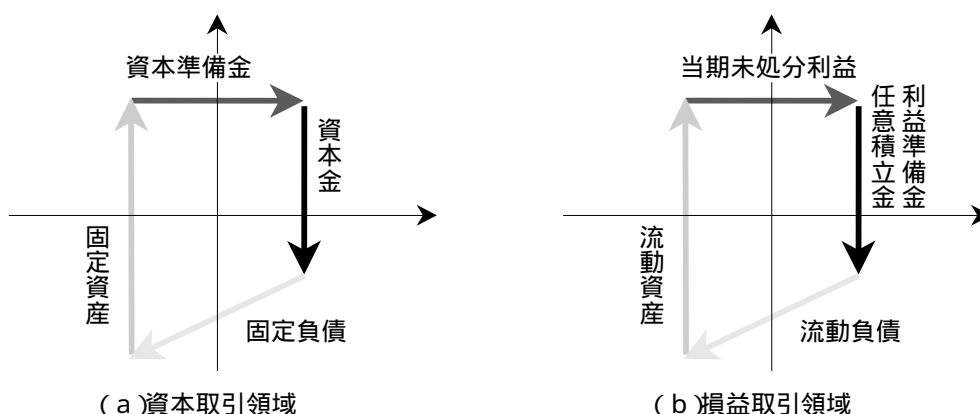 資本準備金
資本金
固定資産
固定負債
(a)資本取引領域
当期未処分利益
利益準備金
任意積立金
流動資産
流動負債
(b)損益取引領域